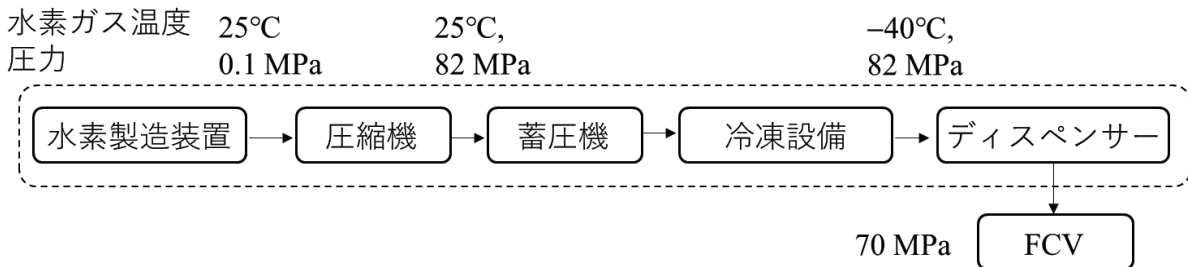 水素ガス温度 25℃ 25℃, –40℃,
圧力 0.1 MPa 82 MPa 82 MPa
水素製造装置 圧縮機 蓄圧機 冷凍設備 ディスペンサー
70 MPa FCV